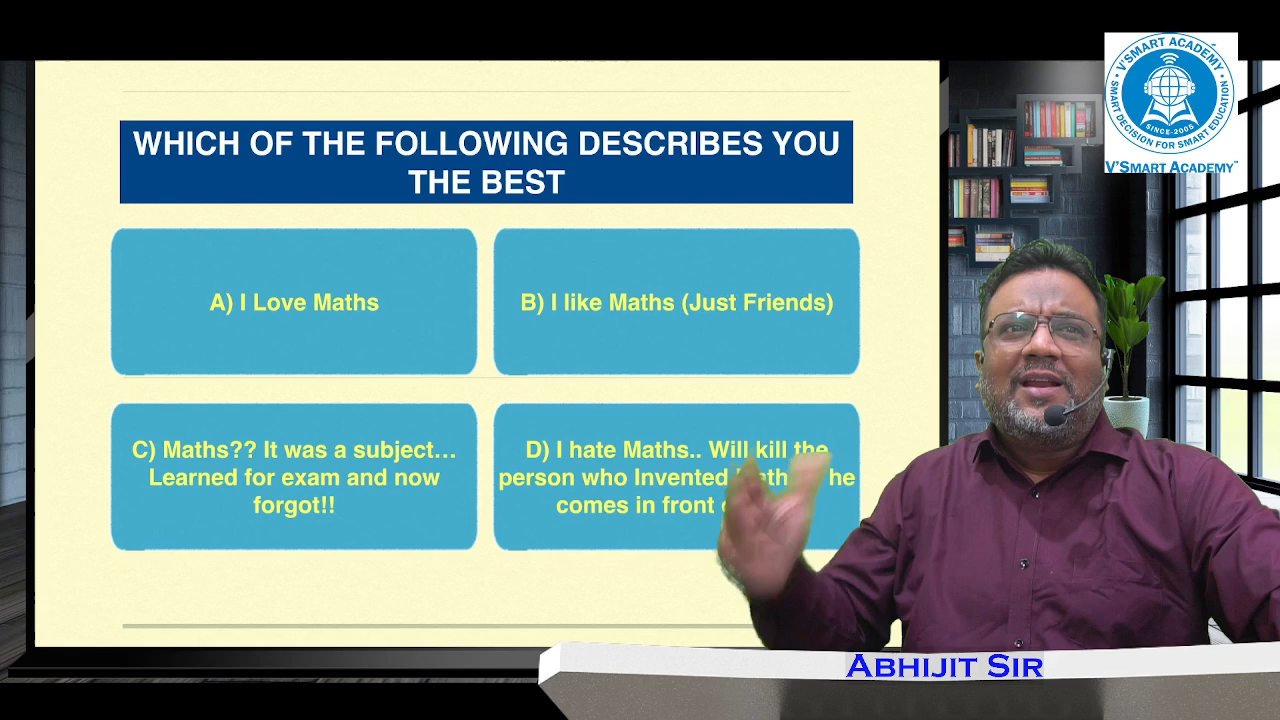 WHICH OF THE FOLLOWING DESCRIBES YOU
THE BEST
A) I Love Maths
B) I like Maths (Just Friends)
C) Maths?? It was a subject…
Learned for exam and now
forgot!!
D) I hate Maths.. Will kill the
person who Invented he
comes in front
V'SMART ACADEMY
SMART DECISION FOR SMART EDUCATION
SINCE-2005
V'SMART ACADEMY™
ABHIJIT SIR